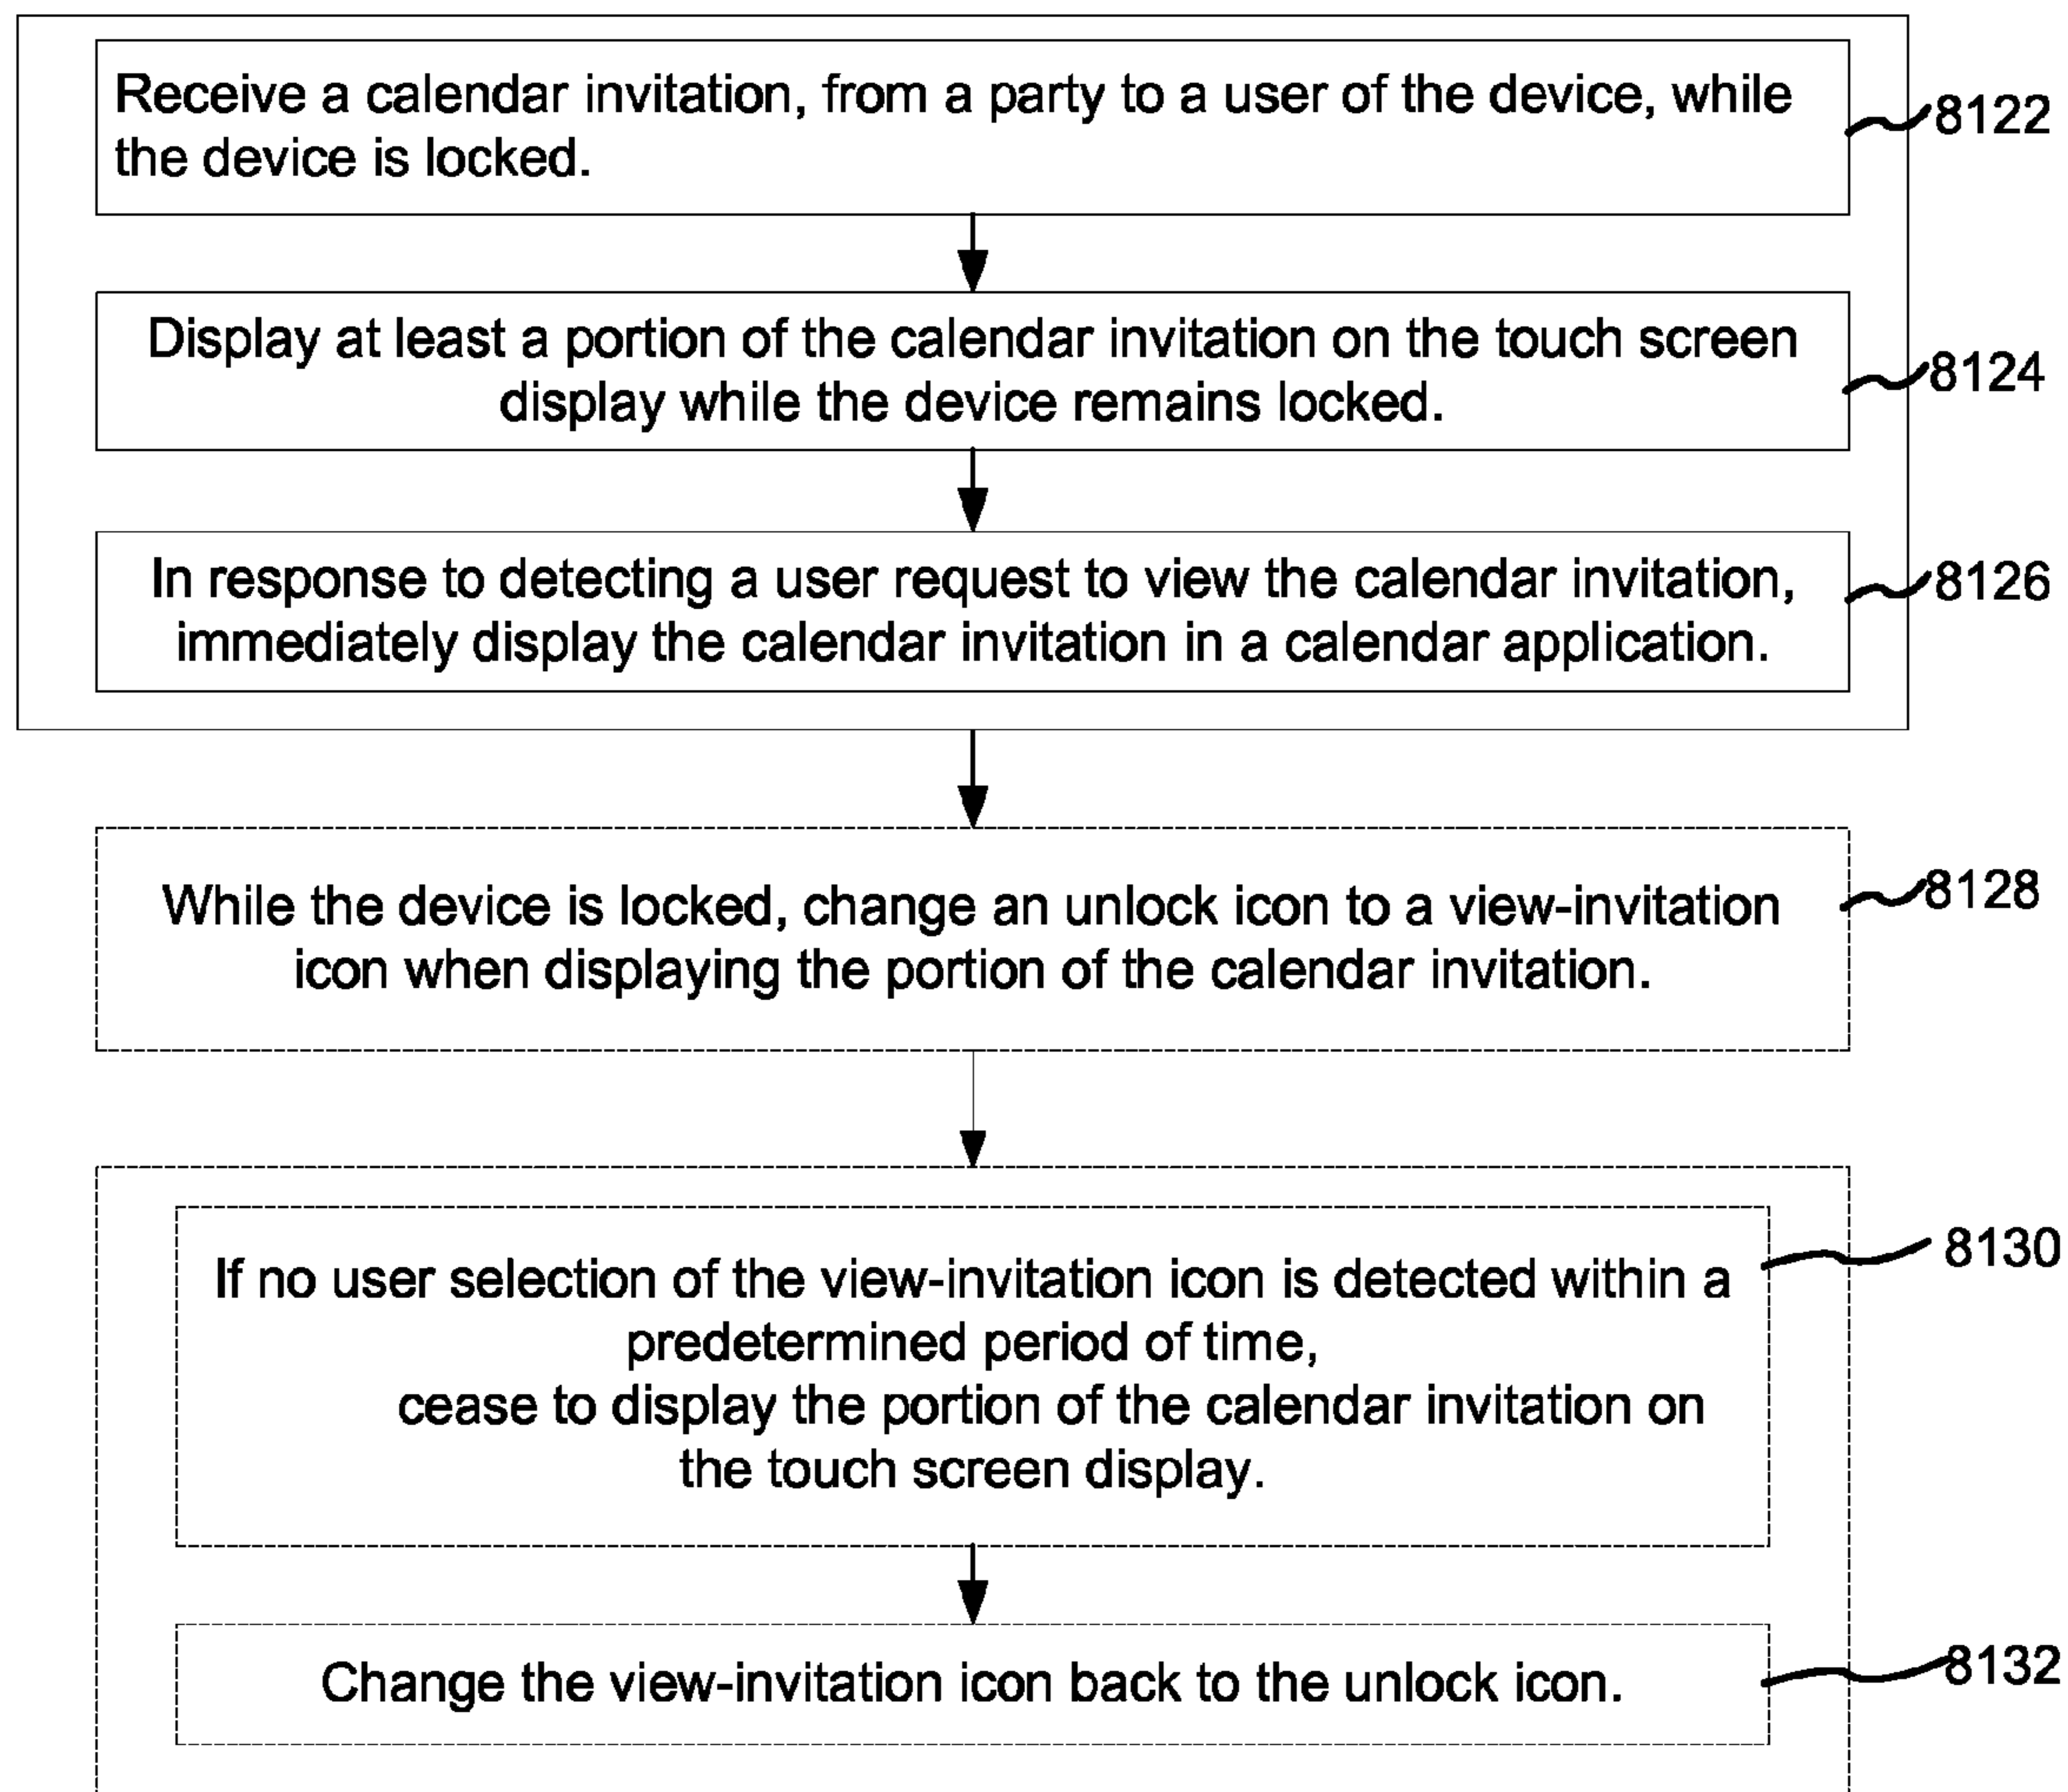 Receive a calendar invitation, from a party to a user of the device, while
the device is locked.
8122
Display at least a portion of the calendar invitation on the touch screen
display while the device remains locked.
8124
In response to detecting a user request to view the calendar invitation,
immediately display the calendar invitation in a calendar application.
8126
While the device is locked, change an unlock icon to a view-invitation
icon when displaying the portion of the calendar invitation.
8128
If no user selection of the view-invitation icon is detected within a
predetermined period of time,
cease to display the portion of the calendar invitation on
the touch screen display.
8130
Change the view-invitation icon back to the unlock icon.
8132